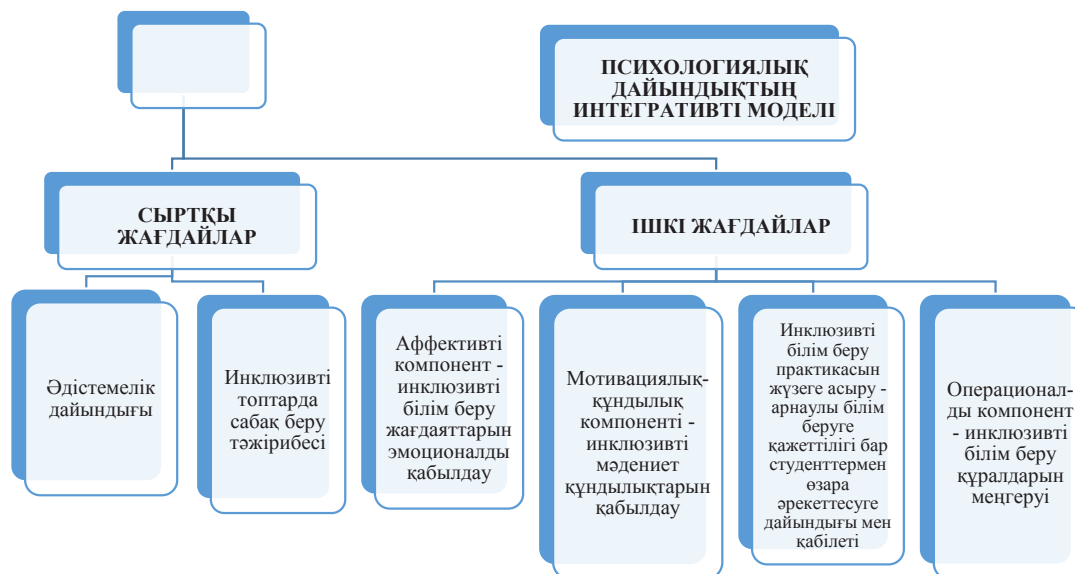 ПСИХОЛОГИЯЛЫҚ
ДАЙЫНДЫҚТЫҢ
ИНТЕГРАТИВТІ МОДЕЛІ
СЫРТҚЫ
ЖАҒДАЙЛАР
ІШКІ ЖАҒДАЙЛАР
Әдістемелік
дайындығы
Инклюзивті
топтарда
сабақ беру
тәжірибесі
Аффективті
компонент -
инклюзивті
білім беру
жағдаяттарын
эмоционалды
қабылдау
Мотивациялық-
құндылық
компоненті -
инклюзивті
мәдениет
құндылықтарын
қабылдау
Инклюзивті
білім беру
практикасын
жүзеге асыру -
арнаулы білім
беруге
қажеттілігі бар
студенттермен
өзара
әрекеттесуге
дайындығы мен
қабілеті
Операционал-
ды компонент
- инклюзивті
білім беру
құралдарын
меңгеруі